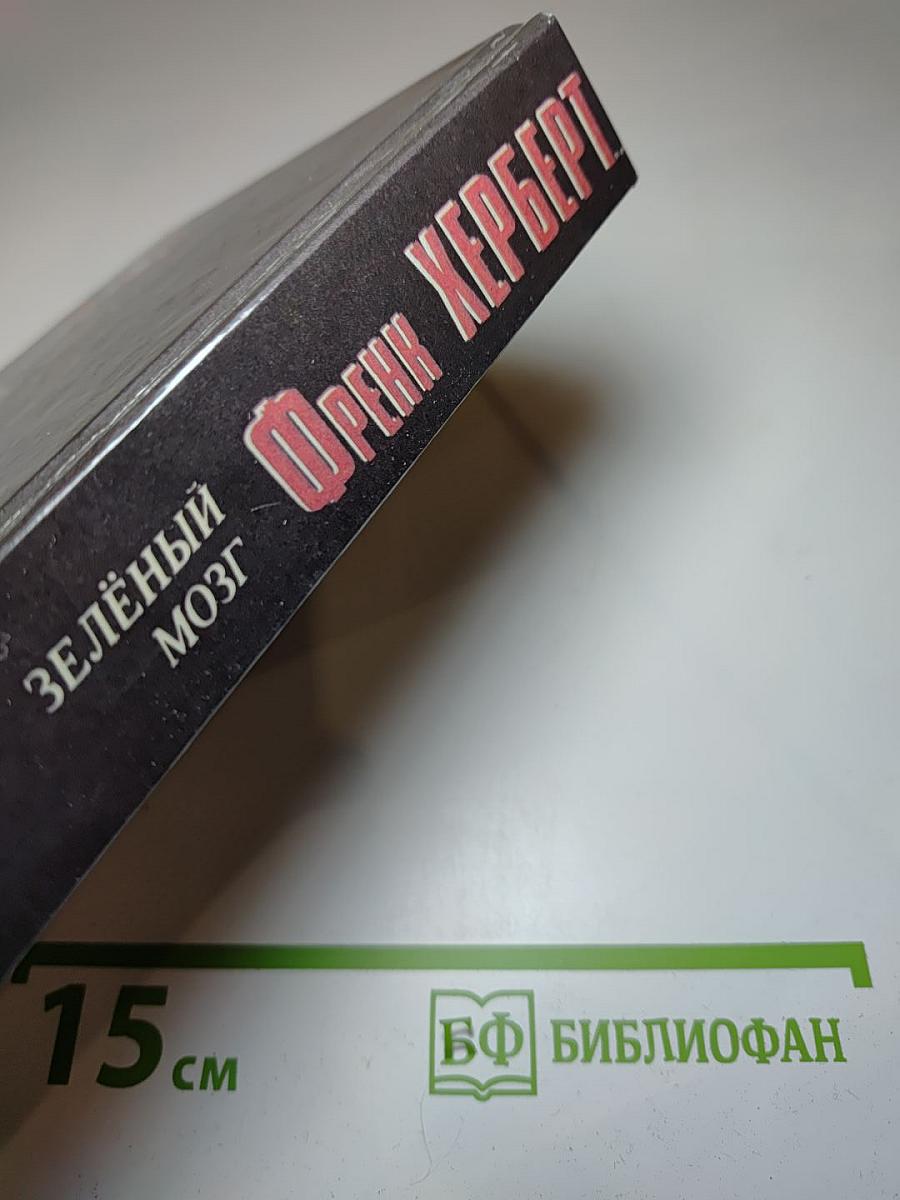 Френк ХЕРБЕРТ
ЗЕЛЁНЫЙ
МОЗГ
15 см
БФ БИБЛИОФАН